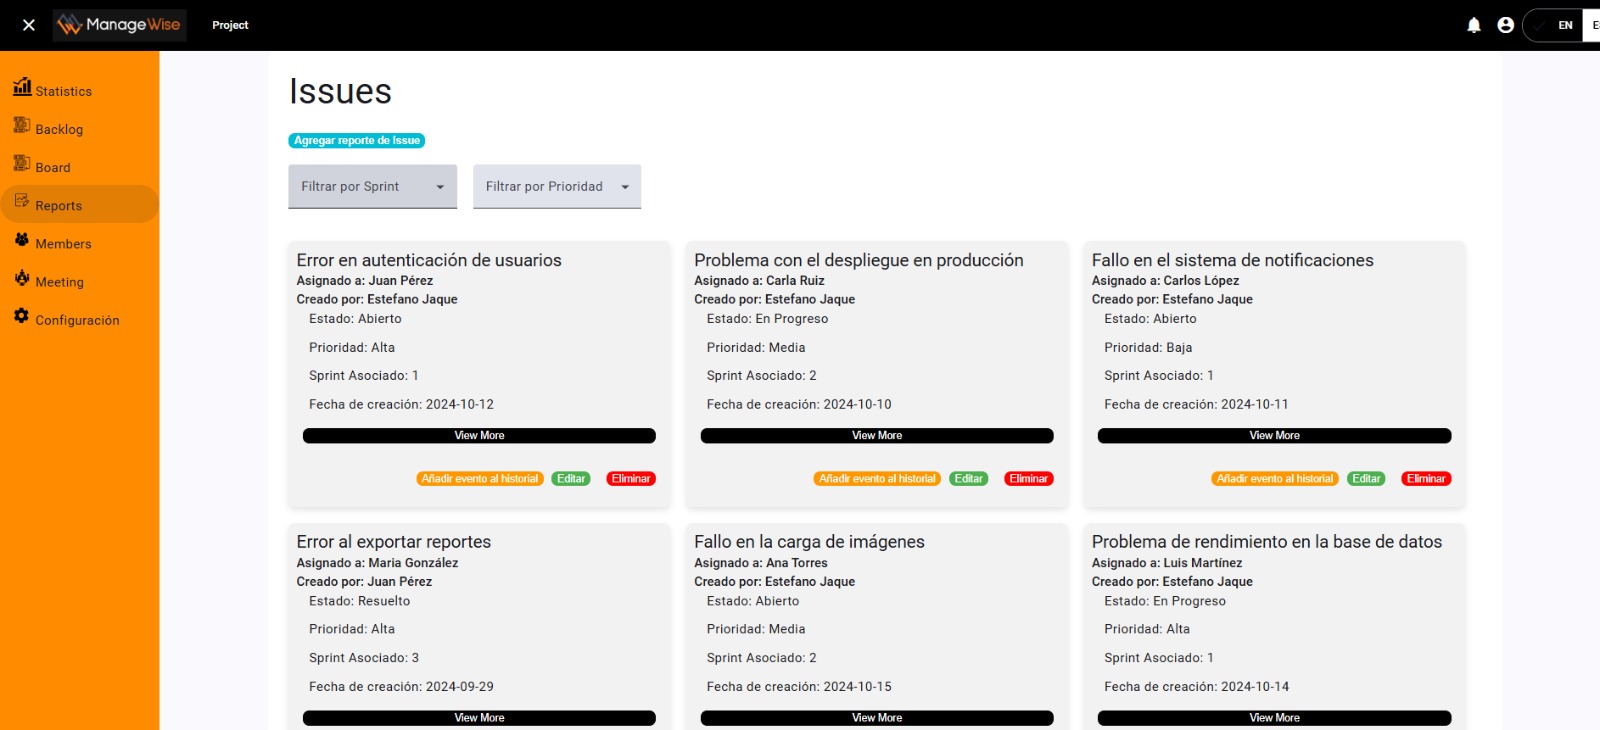 ManageWise
Project
EN
Statistics
Backlog
Board
Reports
Members
Meeting
Configuración
Issues
Agregar reporte de Issue
Filtrar por Sprint
Filtrar por Prioridad
Error en autenticación de usuarios
Asignado a: Juan Pérez
Creado por: Estefano Jaque
Estado: Abierto
Prioridad: Alta
Sprint Asociado: 1
Fecha de creación: 2024-10-12
View More
Añadir evento al historial
Editar
Eliminar
Problema con el despliegue en producción
Asignado a: Carla Ruiz
Creado por: Estefano Jaque
Estado: En Progreso
Prioridad: Media
Sprint Asociado: 2
Fecha de creación: 2024-10-10
View More
Añadir evento al historial
Editar
Eliminar
Fallo en el sistema de notificaciones
Asignado a: Carlos López
Creado por: Estefano Jaque
Estado: Abierto
Prioridad: Baja
Sprint Asociado: 1
Fecha de creación: 2024-10-11
View More
Añadir evento al historial
Editar
Eliminar
Error al exportar reportes
Asignado a: Maria González
Creado por: Juan Pérez
Estado: Resuelto
Prioridad: Alta
Sprint Asociado: 3
Fecha de creación: 2024-09-29
View More
Fallo en la carga de imágenes
Asignado a: Ana Torres
Creado por: Estefano Jaque
Estado: Abierto
Prioridad: Media
Sprint Asociado: 2
Fecha de creación: 2024-10-15
View More
Problema de rendimiento en la base de datos
Asignado a: Luis Martínez
Creado por: Estefano Jaque
Estado: En Progreso
Prioridad: Alta
Sprint Asociado: 1
Fecha de creación: 2024-10-14
View More